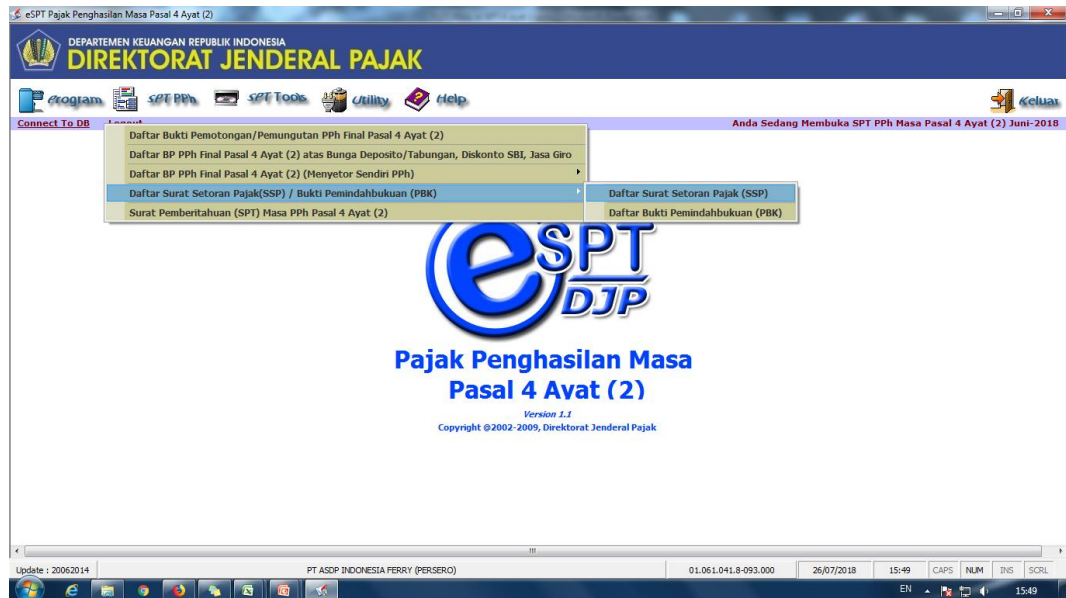 eSPT Pajak Penghasilan Masa Pasal 4 Ayat (2)
DEPARTEMEN KEUANGAN REPUBLIK INDONESIA
DIREKTORAT JENDERAL PAJAK
Program SPT PPh SPT Tools Utility Help Keluar
Connect To DB Logout Anda Sedang Membuka SPT PPh Masa Pasal 4 Ayat (2) Juni-2018
Daftar Bukti Pemotongan/Pemungutan PPh Final Pasal 4 Ayat (2)
Daftar BP PPh Final Pasal 4 Ayat (2) atas Bunga Deposito/Tabungan, Diskonto SBI, Jasa Giro
Daftar BP PPh Final Pasal 4 Ayat (2) (Menyetor Sendiri PPh)
Daftar Surat Setoran Pajak(SSP) / Bukti Pemindahbukuan (PBK) Daftar Surat Setoran Pajak (SSP)
Surat Pemberitahuan (SPT) Masa PPh Pasal 4 Ayat (2) Daftar Bukti Pemindahbukuan (PBK)
eSPT
DJP
Pajak Penghasilan Masa
Pasal 4 Ayat (2)
Version 1.1
Copyright @2002-2009, Direktorat Jenderal Pajak
Update : 20062014 PT ASDP INDONESIA FERRY (PERSERO) 01.061.041.8-093.000 26/07/2018 15:49 CAPS NUM INS SCRL
EN 15:49